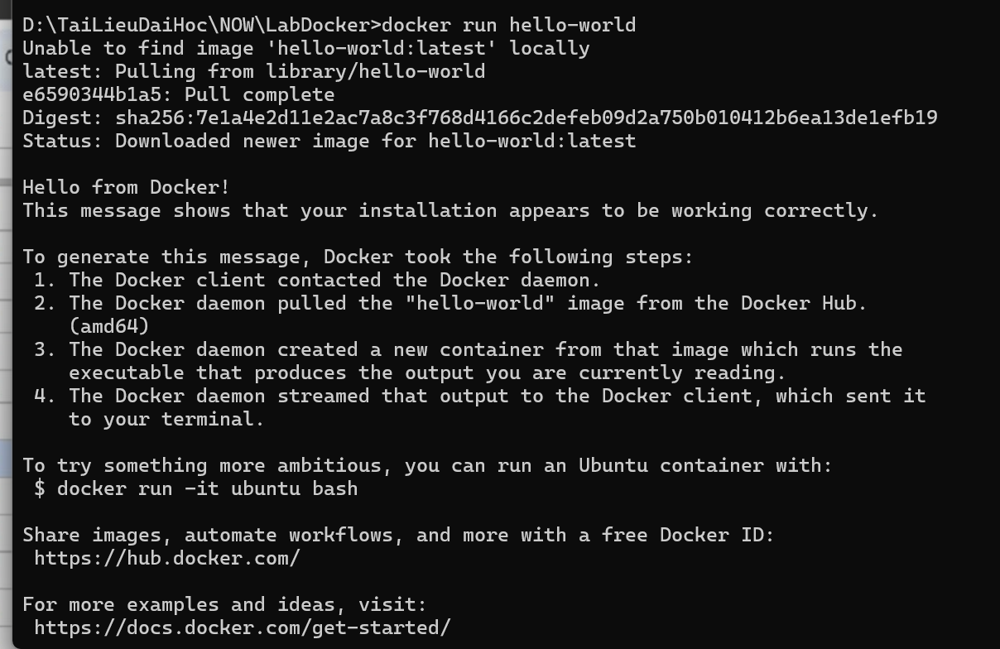 D:\TaiLieuDaiHoc\NOW\LabDocker>docker run hello-world
Unable to find image 'hello-world:latest' locally
latest: Pulling from library/hello-world
e6590344b1a5: Pull complete
Digest: sha256:7e1a4e2d11e2ac7a8c3f768d4166c2defeb09d2a750b010412b6ea13de1efb19
Status: Downloaded newer image for hello-world:latest

Hello from Docker!
This message shows that your installation appears to be working correctly.

To generate this message, Docker took the following steps:
 1. The Docker client contacted the Docker daemon.
 2. The Docker daemon pulled the "hello-world" image from the Docker Hub.
    (amd64)
 3. The Docker daemon created a new container from that image which runs the
    executable that produces the output you are currently reading.
 4. The Docker daemon streamed that output to the Docker client, which sent it
    to your terminal.

To try something more ambitious, you can run an Ubuntu container with:
 $ docker run -it ubuntu bash

Share images, automate workflows, and more with a free Docker ID:
 https://hub.docker.com/

For more examples and ideas, visit:
 https://docs.docker.com/get-started/